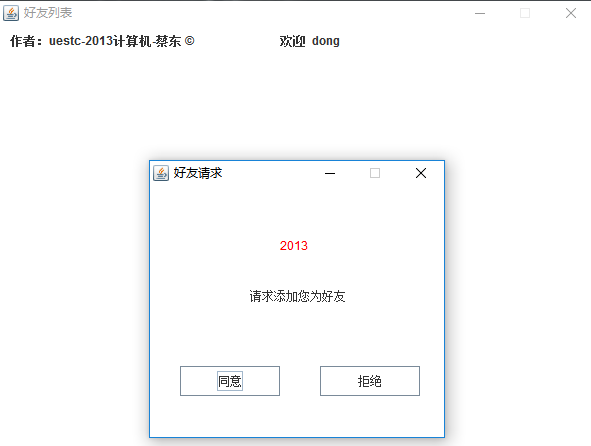 好友列表
作者：uestc-2013计算机-蔡东 © 欢迎 dong
好友请求
2013
请求添加您为好友
同意 拒绝